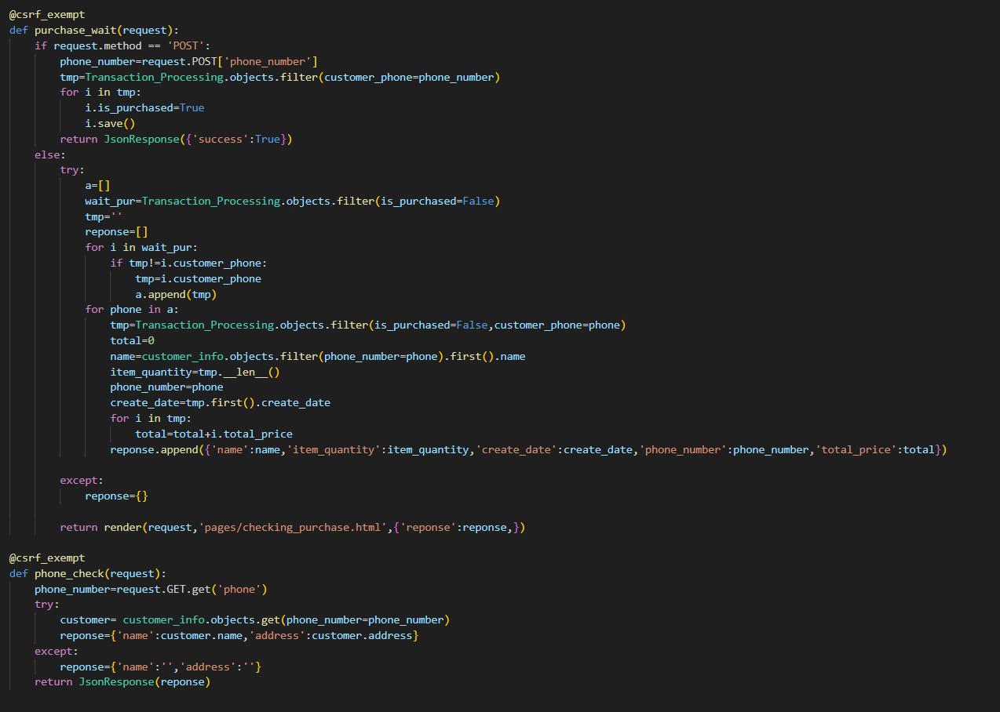 @csrf_exempt
def purchase_wait(request):
    if request.method == 'POST':
        phone_number=request.POST['phone_number']
        tmp=Transaction_Processing.objects.filter(customer_phone=phone_number)
        for i in tmp:
            i.is_purchased=True
            i.save()
        return JsonResponse({'success':True})
    else:
        try:
            a=[]
            wait_pur=Transaction_Processing.objects.filter(is_purchased=False)
            tmp=''
            reponse=[]
            for i in wait_pur:
                if tmp!=i.customer_phone:
                    tmp=i.customer_phone
                    a.append(tmp)
            for phone in a:
                tmp=Transaction_Processing.objects.filter(is_purchased=False,customer_phone=phone)
                total=0
                name=customer_info.objects.filter(phone_number=phone).first().name
                item_quantity=tmp.__len__()
                phone_number=phone
                create_date=tmp.first().create_date
                for i in tmp:
                    total=total+i.total_price
                reponse.append({'name':name,'item_quantity':item_quantity,'create_date':create_date,'phone_number':phone_number,'total_price':total})
        except:
            reponse={}
        return render(request,'pages/checking_purchase.html',{'reponse':reponse,})
@csrf_exempt
def phone_check(request):
    phone_number=request.GET.get('phone')
    try:
        customer= customer_info.objects.get(phone_number=phone_number)
        reponse={'name':customer.name,'address':customer.address}
    except:
        reponse={'name':'','address':''}
    return JsonResponse(reponse)